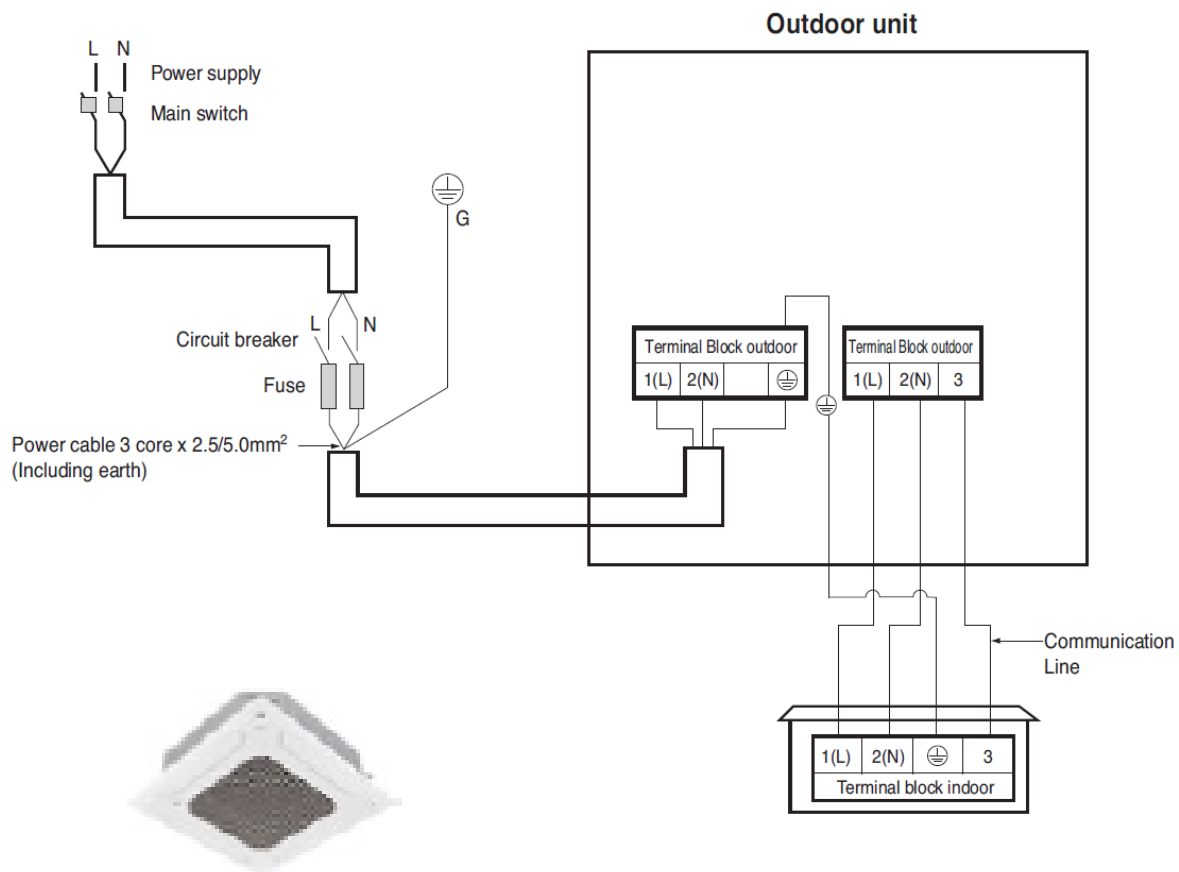 Outdoor unit
L N
Power supply
Main switch
G
L N
Circuit breaker
Fuse
Power cable 3 core x 2.5/5.0mm²
(Including earth)
Terminal Block outdoor
1(L) 2(N)
Terminal Block outdoor
1(L) 2(N) 3
Communication
Line
1(L) 2(N) 3
Terminal block indoor